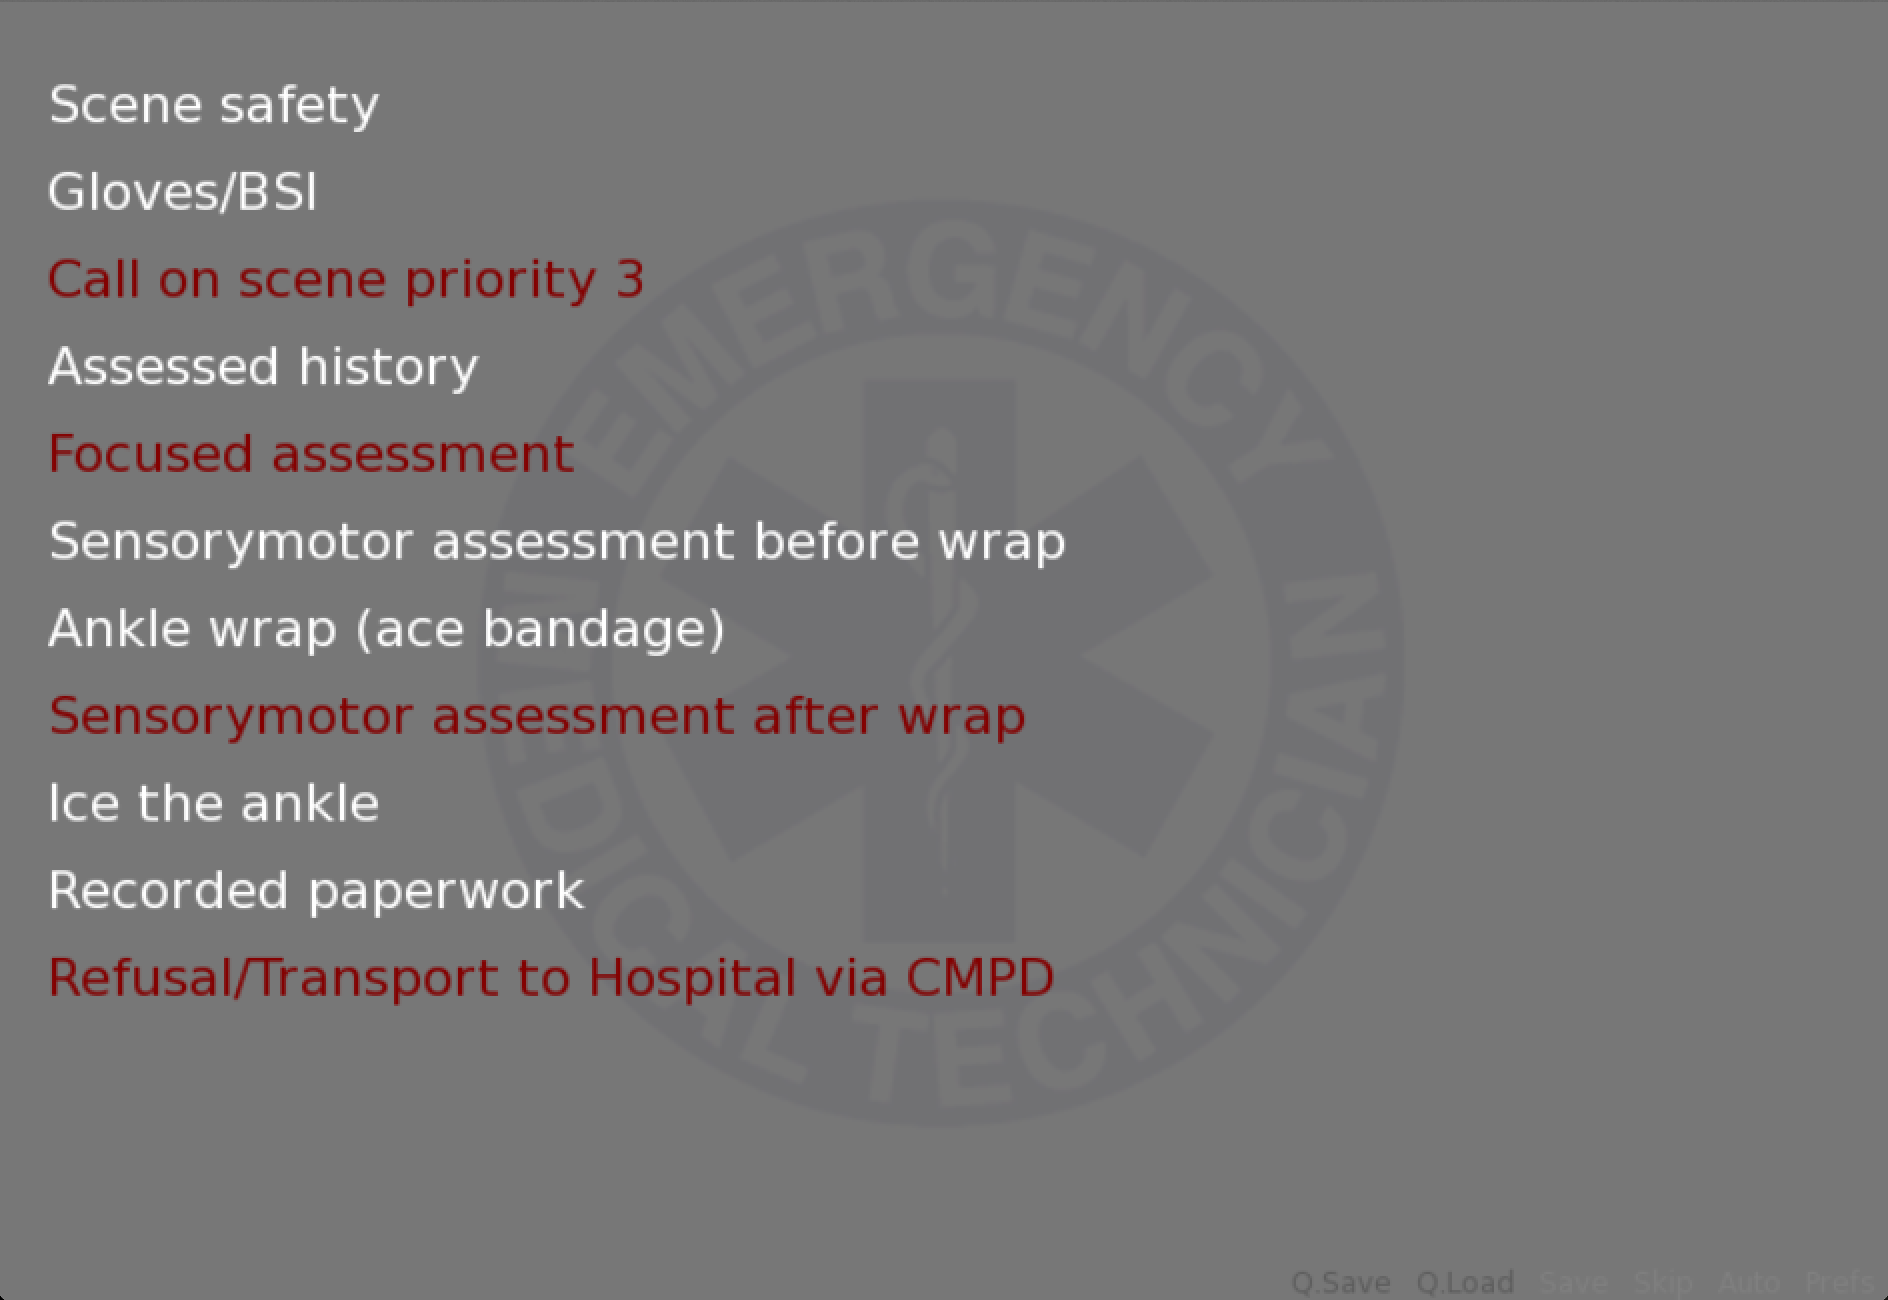 Scene safety
Gloves/BSI
Call on scene priority 3
Assessed history
Focused assessment
Sensorymotor assessment before wrap
Ankle wrap (ace bandage)
Sensorymotor assessment after wrap
Ice the ankle
Recorded paperwork
Refusal/Transport to Hospital via CMPD
EMERGENCY
MEDICAL TECHNICIAN
Q.Save Q.Load Save Skip Auto Prefs